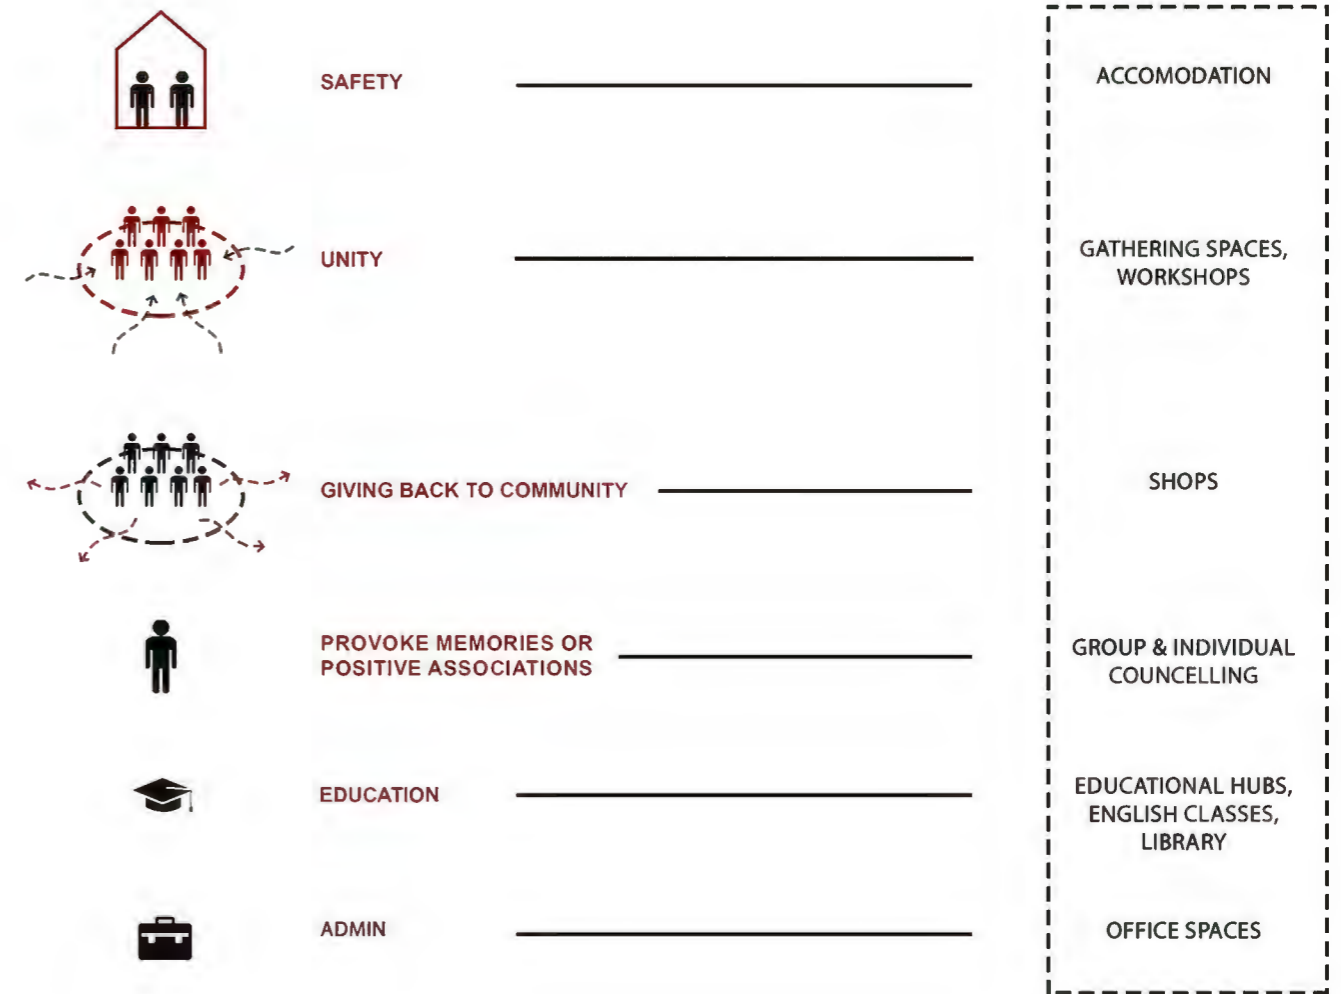 SAFETY
ACCOMODATION
UNITY
GATHERING SPACES,
WORKSHOPS
GIVING BACK TO COMMUNITY
SHOPS
PROVOKE MEMORIES OR
POSITIVE ASSOCIATIONS
GROUP & INDIVIDUAL
COUNCELLING
EDUCATION
EDUCATIONAL HUBS,
ENGLISH CLASSES,
LIBRARY
ADMIN
OFFICE SPACES